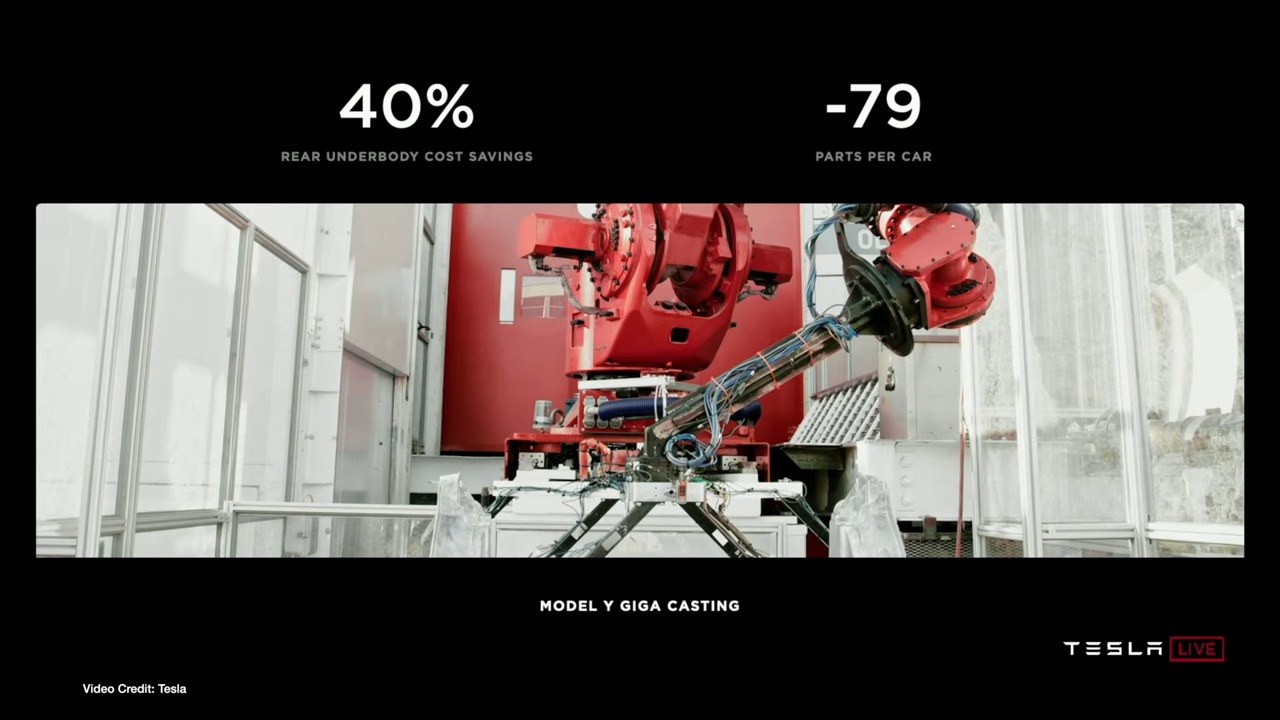 40%
-79
REAR UNDERBODY COST SAVINGS
PARTS PER CAR
MODEL Y GIGA CASTING
TESLA LIVE
Video Credit: Tesla